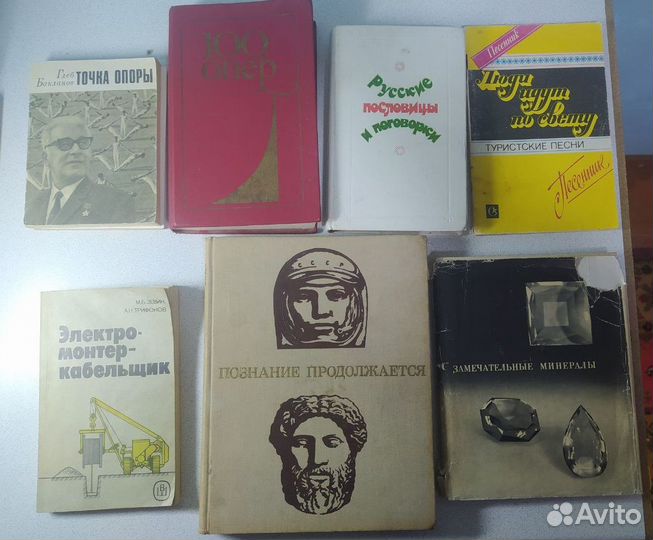 Глеб
Бакланов
ТОЧКА ОПОРЫ
100
опер
Русские
пословицы
и поговорки
Песенник
Люди
идут
по свету
ТУРИСТСКИЕ ПЕСНИ
Песенник
М.Б. ЗЕВИН,
А.Н. ТРИФОНОВ
Электро-
монтер-
кабельщик
СССР
ПОЗНАНИЕ ПРОДОЛЖАЕТСЯ
ЗАМЕЧАТЕЛЬНЫЕ МИНЕРАЛЫ
Avito